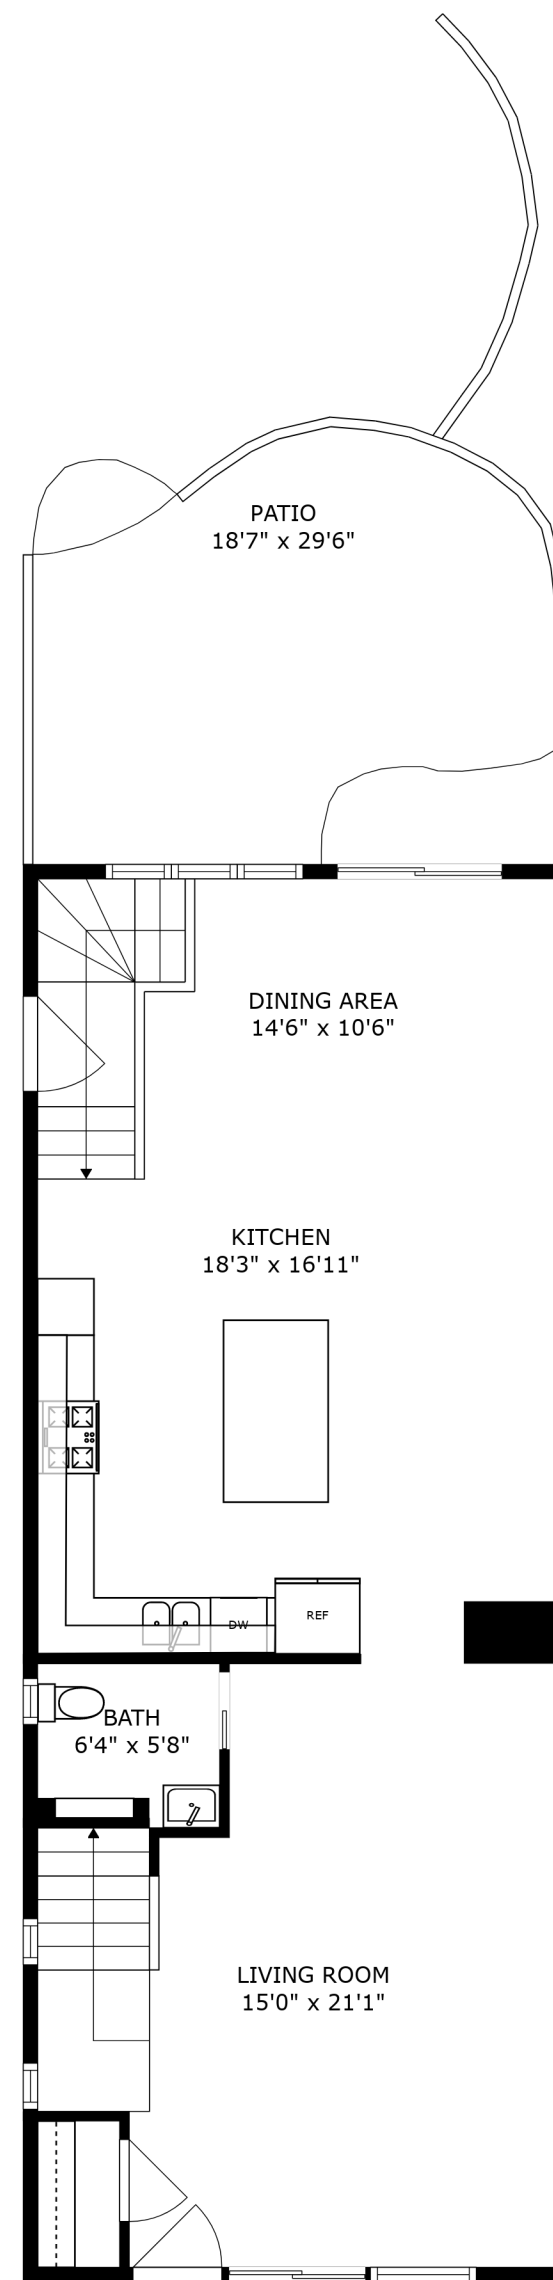 PATIO
18'7" x 29'6"
DINING AREA
14'6" x 10'6"
KITCHEN
18'3" x 16'11"
DW
REF
BATH
6'4" x 5'8"
LIVING ROOM
15'0" x 21'1"